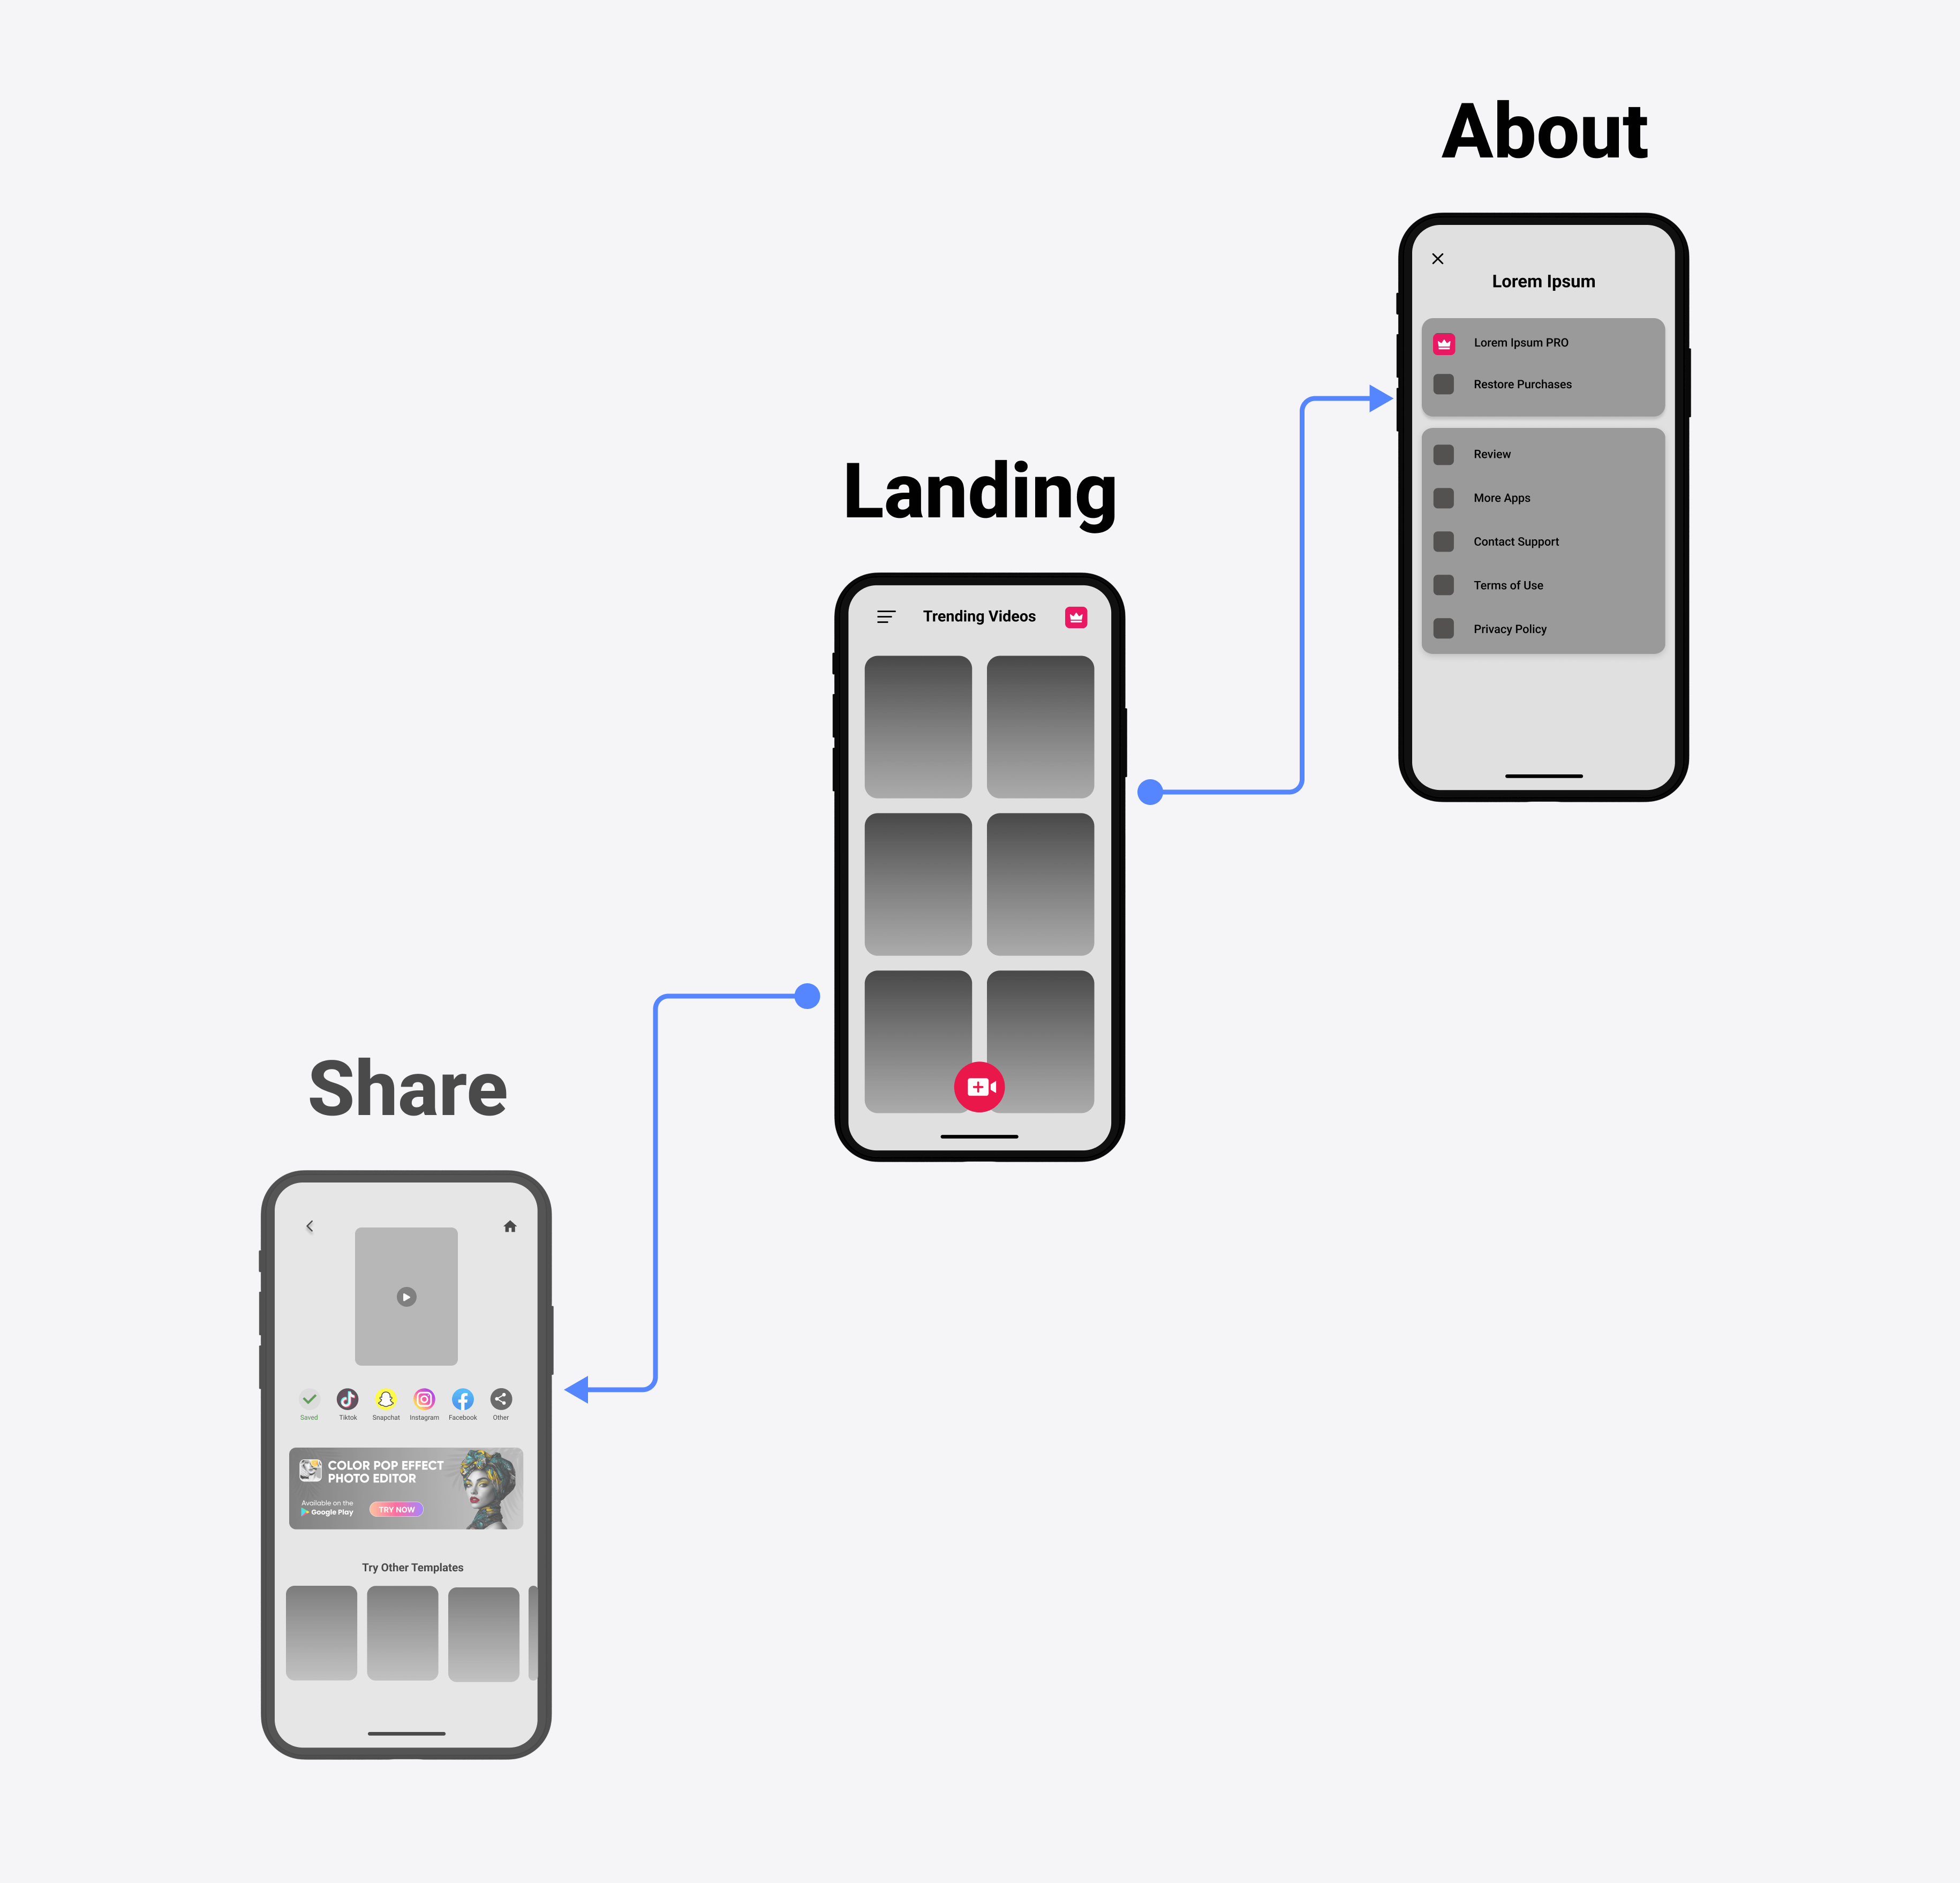 About
Lorem Ipsum
Lorem Ipsum PRO
Restore Purchases
Review
More Apps
Contact Support
Terms of Use
Privacy Policy
Landing
Trending Videos
Share
Saved
Tiktok
Snapchat
Instagram
Facebook
Other
COLOR POP EFFECT
PHOTO EDITOR
Available on the
Google Play
TRY NOW
Try Other Templates